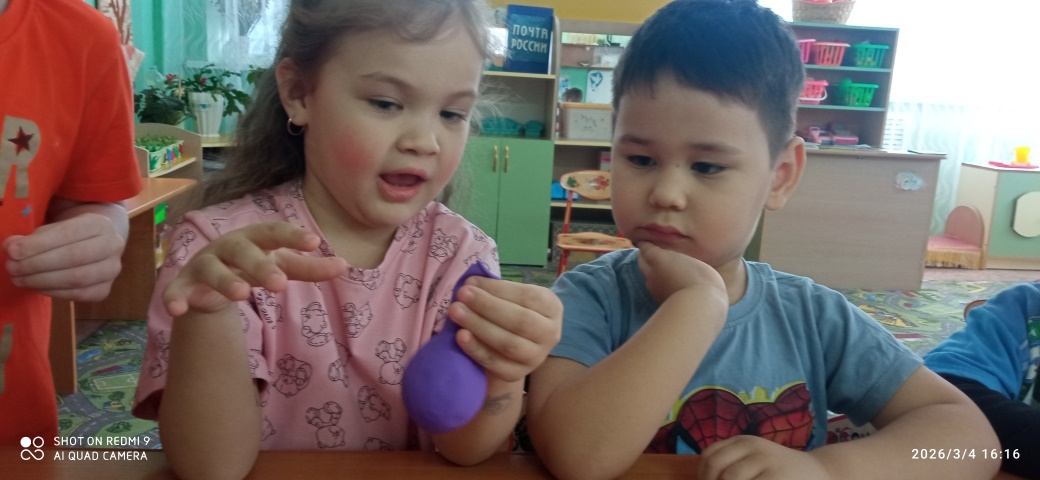 ПОЧТА
РОССИИ
R
SHOT ON REDMI 9
AI QUAD CAMERA
2026/3/4 16:16